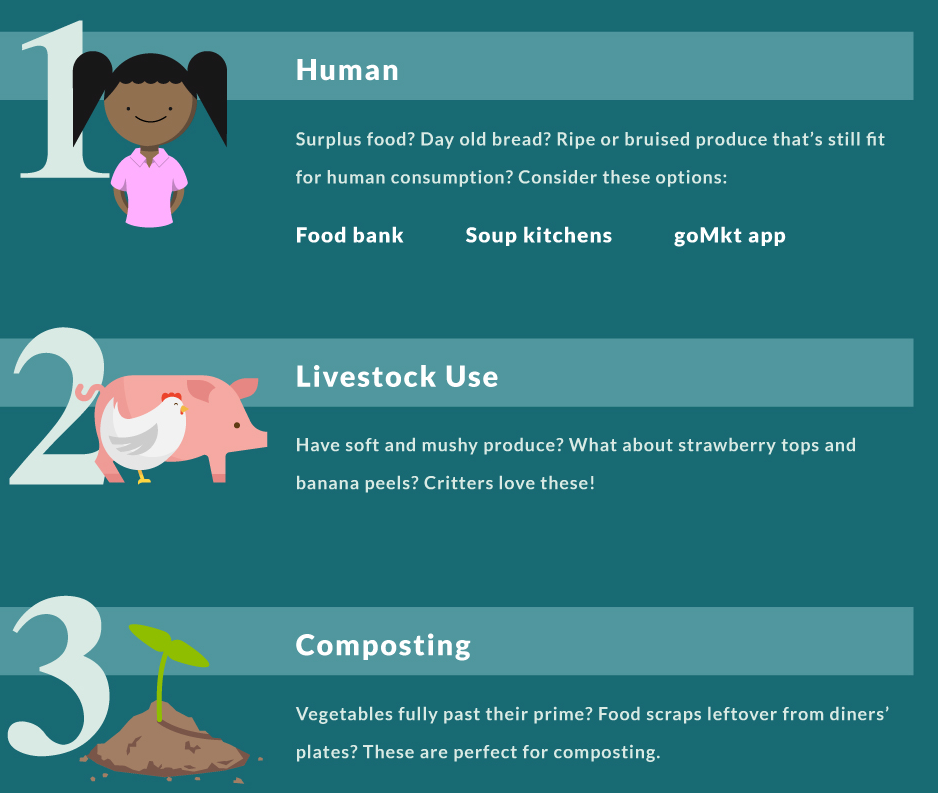 1
Human
Surplus food? Day old bread? Ripe or bruised produce that’s still fit
for human consumption? Consider these options:
Food bank Soup kitchens goMkt app
2
Livestock Use
Have soft and mushy produce? What about strawberry tops and
banana peels? Critters love these!
3
Composting
Vegetables fully past their prime? Food scraps leftover from diners’
plates? These are perfect for composting.